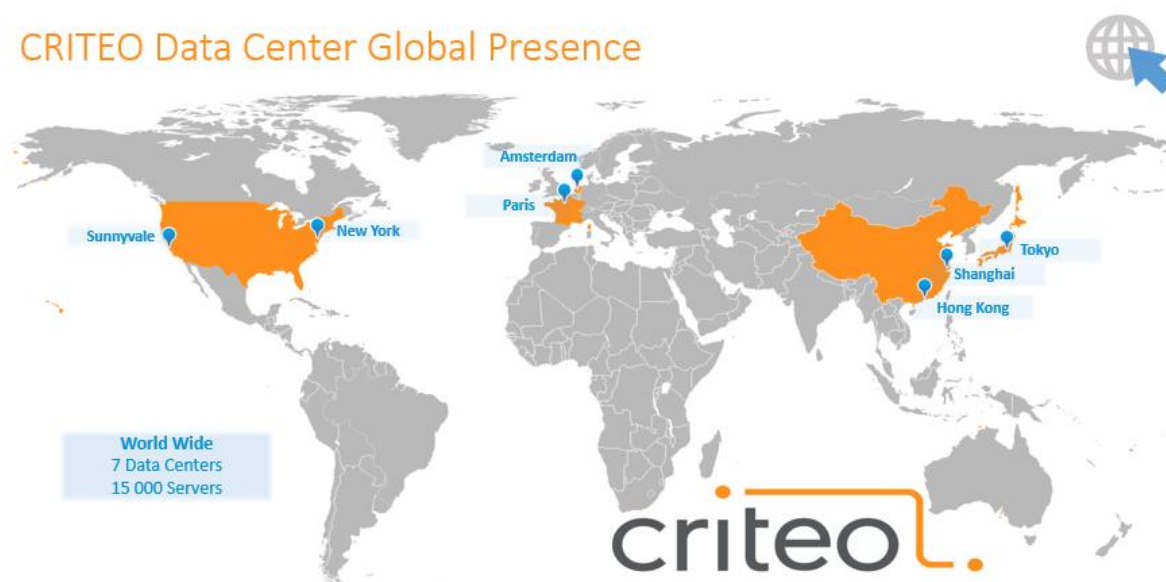 CRITEO Data Center Global Presence
Amsterdam
Paris
Sunnyvale
New York
Tokyo
Shanghai
Hong Kong
World Wide
7 Data Centers
15 000 Servers
criteo